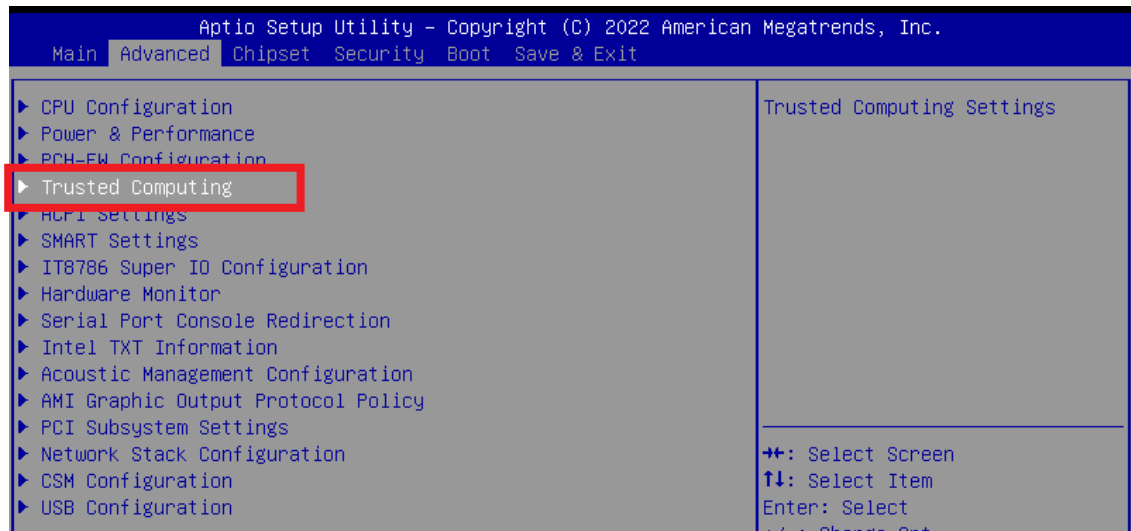 Aptio Setup Utility – Copyright (C) 2022 American Megatrends, Inc.
Main Advanced Chipset Security Boot Save & Exit
CPU Configuration
Power & Performance
PCH-FW Configuration
Trusted Computing
ACPI Settings
SMART Settings
IT8786 Super IO Configuration
Hardware Monitor
Serial Port Console Redirection
Intel TXT Information
Acoustic Management Configuration
AMI Graphic Output Protocol Policy
PCI Subsystem Settings
Network Stack Configuration
CSM Configuration
USB Configuration
Trusted Computing Settings
→←: Select Screen
↑↓: Select Item
Enter: Select